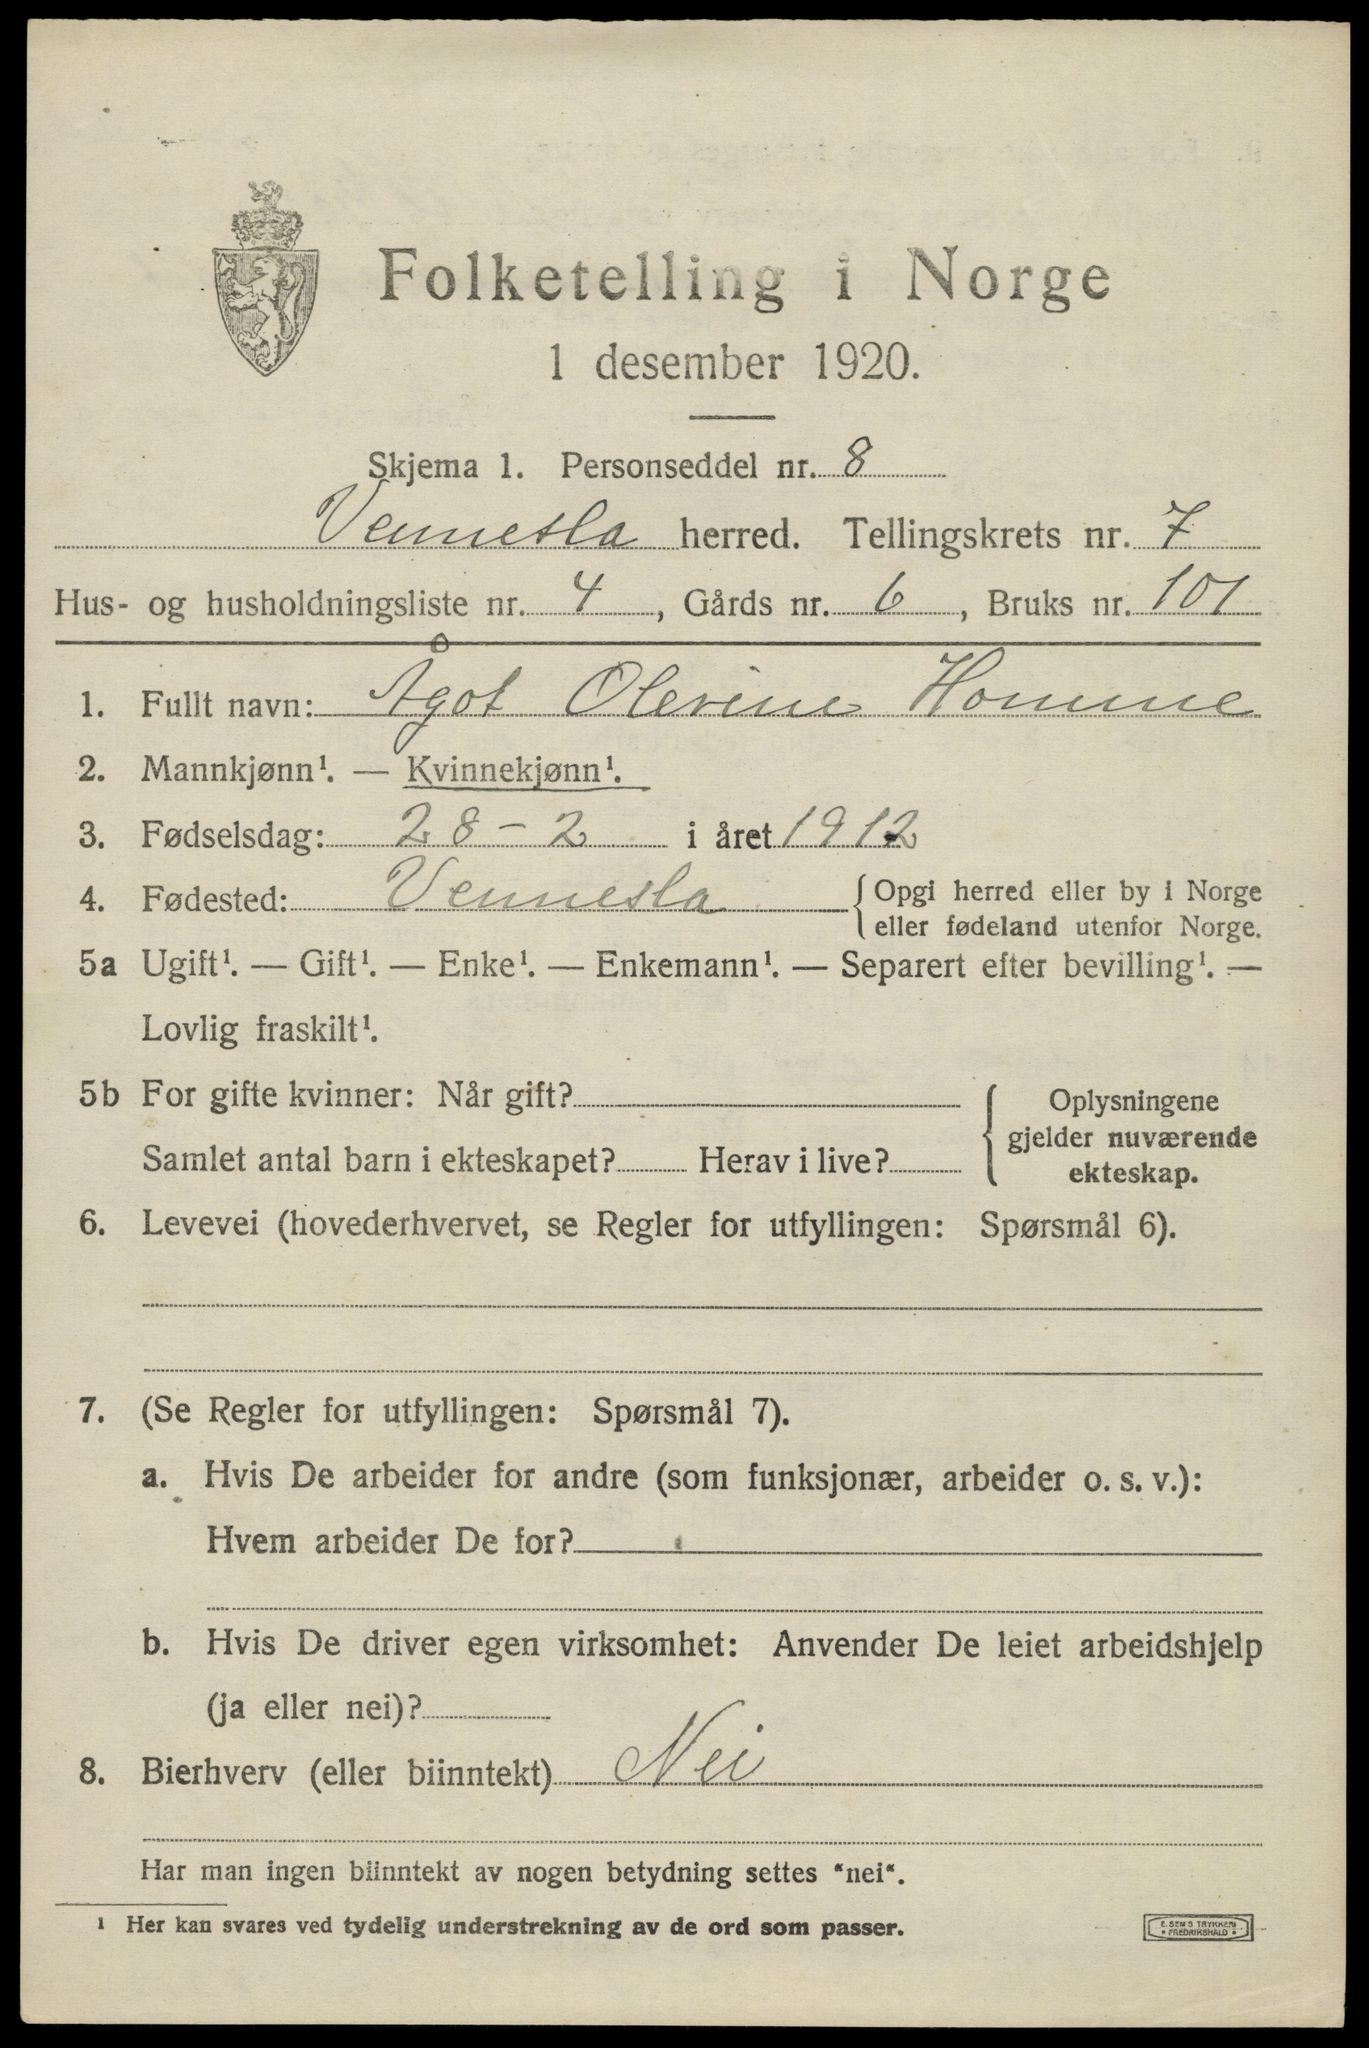 Folketelling i Norge
1 desember 1920.
Skjema 1. Personseddel nr. 8
Vennesla herred. Tellingskrets nr. 7
Hus- og husholdningsliste nr. 4, Gårds nr. 6, Bruks nr. 101
1. Fullt navn: Ågot Olevine Homme
2. Mannkjønn¹. — Kvinnekjønn¹.
3. Fødselsdag: 28 – 2 i året 1912
4. Fødested: Vennesla {Opgi herred eller by i Norge
eller fødeland utenfor Norge.
5a Ugift¹. — Gift¹. — Enke¹. — Enkemann¹. — Separert efter bevilling¹. —
Lovlig fraskilt¹.
5b For gifte kvinner: Når gift?
Samlet antal barn i ekteskapet? Herav i live?
Oplysningene
gjelder nuværende
ekteskap.
6. Levevei (hovederhvervet, se Regler for utfyllingen: Spørsmål 6).
7. (Se Regler for utfyllingen: Spørsmål 7).
a. Hvis De arbeider for andre (som funksjonær, arbeider o. s. v.):
Hvem arbeider De for?
b. Hvis De driver egen virksomhet: Anvender De leiet arbeidshjelp
(ja eller nei)?
8. Bierhverv (eller biinntekt) Nei
Har man ingen biinntekt av nogen betydning settes "nei".
1 Her kan svares ved tydelig understrekning av de ord som passer.
E. SEM'S TRYKKERI
• FREDRIKSHALD •